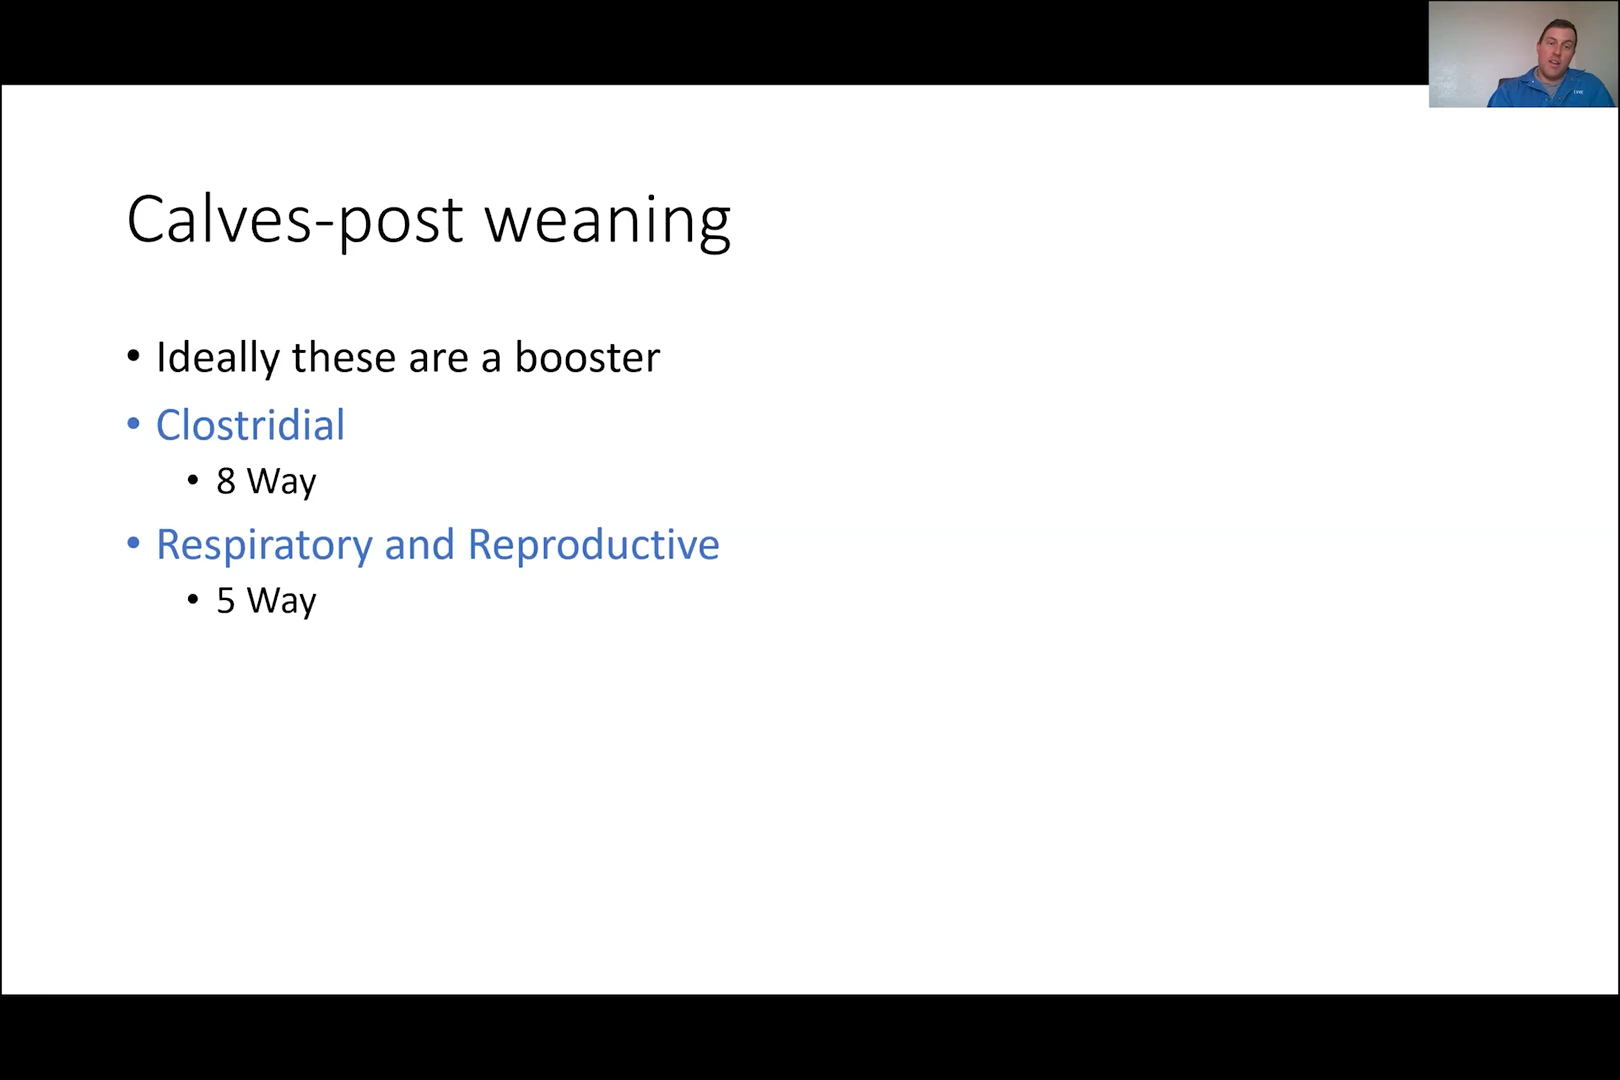 Calves-post weaning
• Ideally these are a booster
• Clostridial
• 8 Way
• Respiratory and Reproductive
• 5 Way